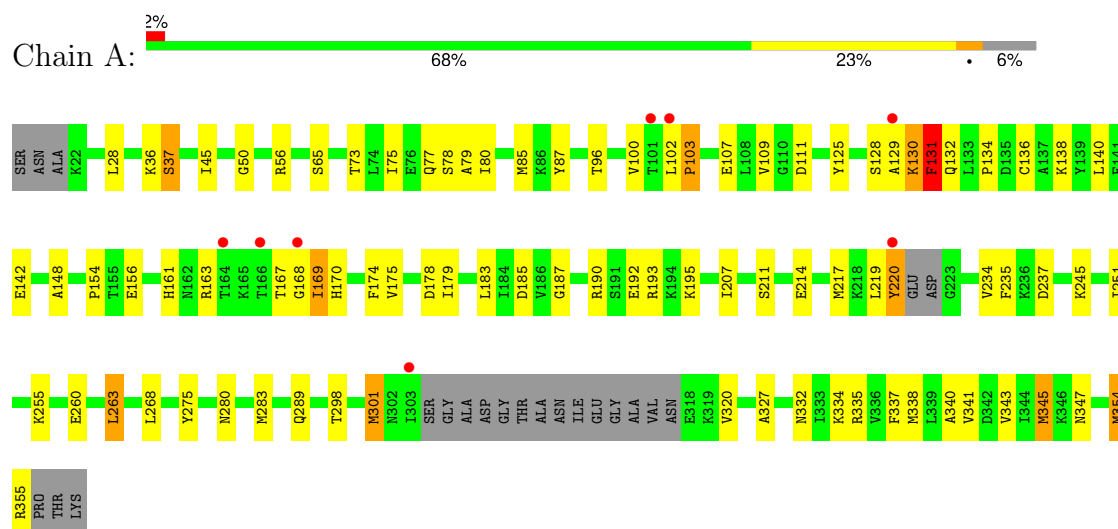 2%
Chain A:
68% 23% • 6%
SER ASN ALA K22 L28 K36 S37 I45 G50 R56 S65 T73 L74 I75 E76 Q77 S78 A79 I80 M85 K86 Y87 T96 V100 T101 L102 P103 E107 L108 V109 G110 D111 Y125 S128 A129 K130 F131 Q132 L133 P134 D135 C136 A137 K138 Y139 L140 E141
E142 A148 P154 T155 E156 H161 N162 R163 T164 K165 T166 T167 G168 I169 H170 F174 V175 D178 I179 L183 I184 D185 V186 G187 R190 S191 E192 R193 K194 K195 I207 S211 E214 M217 K218 L219 Y220 GLU ASP G223 V234 F235 K236 D237 K245 I251
K255 E260 L263 L268 Y275 N280 M283 Q289 T298 M301 N302 I303 SER GLY ALA ASP GLY THR ALA ASN ILE GLU GLY ALA VAL ASN E318 K319 V320 A327 N332 I333 K334 R335 V336 F337 M338 L339 A340 V341 D342 V343 I344 M345 K346 N347 M354
R355 PRO THR LYS